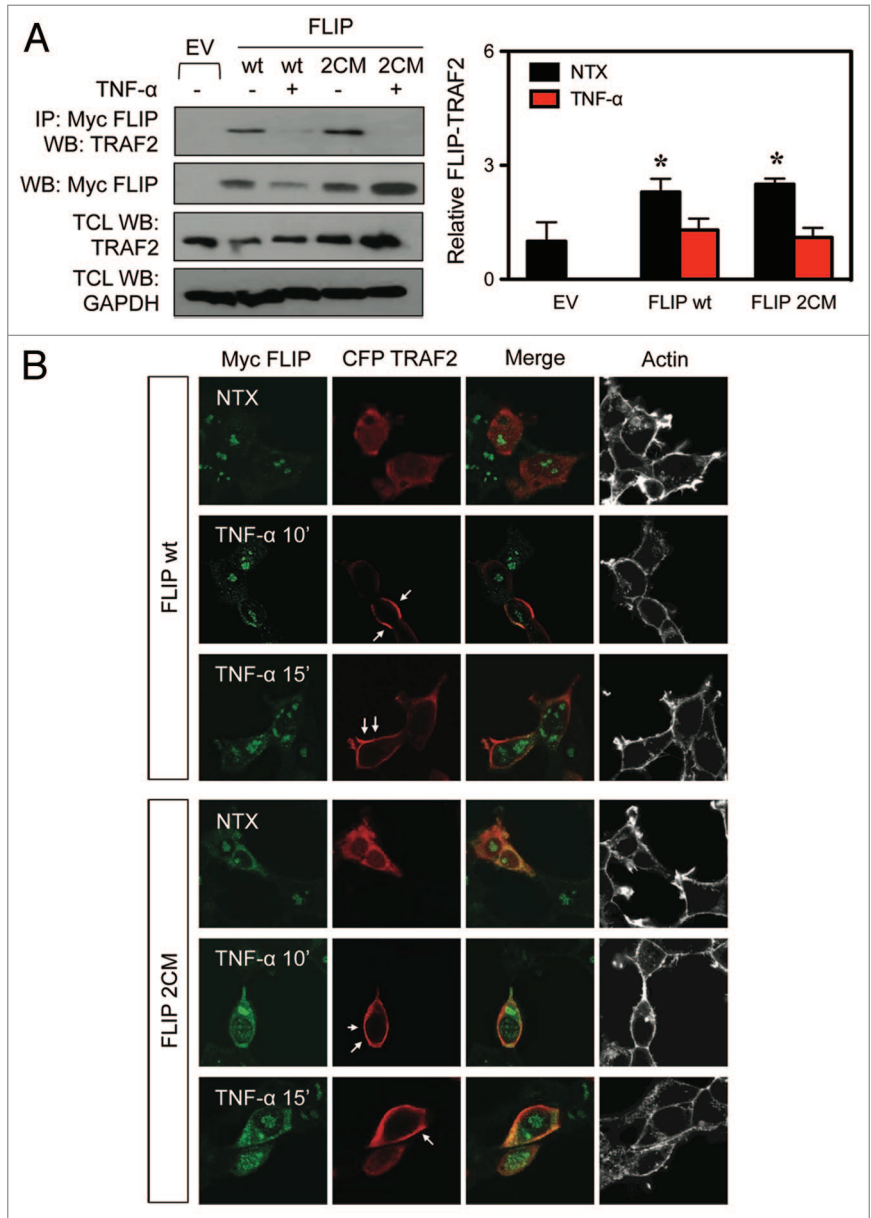 A
FLIP
EV
wt wt 2CM 2CM
TNF-α - - + - +
IP: Myc FLIP
WB: TRAF2
WB: Myc FLIP
TCL WB:
TRAF2
TCL WB:
GAPDH
Relative FLIP-TRAF2
6
3
0
NTX
TNF-α
* *
EV FLIP wt FLIP 2CM
B
Myc FLIP CFP TRAF2 Merge Actin
FLIP wt
NTX
TNF-α 10’
TNF-α 15’
FLIP 2CM
NTX
TNF-α 10’
TNF-α 15’